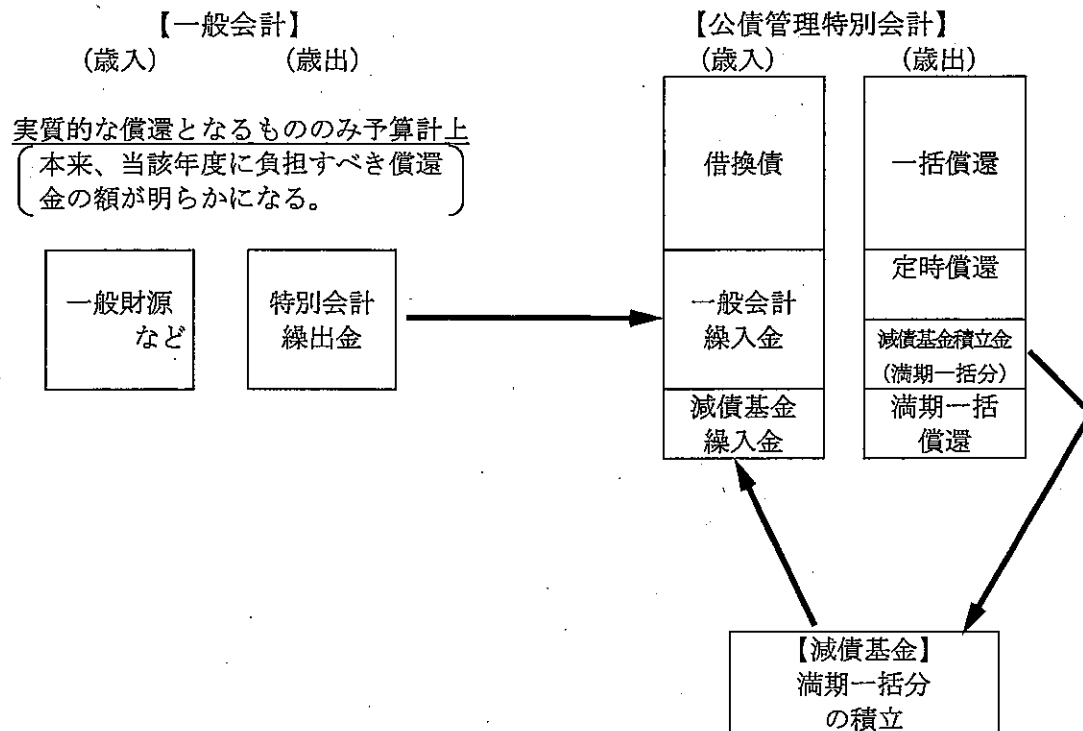 【一般会計】
(歳入)
(歳出)
実質的な償還となるもののみ予算計上
本来、当該年度に負担すべき償還
金の額が明らかになる。
一般財源
など
特別会計
繰出金
【公債管理特別会計】
(歳入)
(歳出)
借換債
一般会計
繰入金
減債基金
繰入金
一括償還
定時償還
減債基金積立金
(満期一括分)
満期一括
償還
【減債基金】
満期一括分
の積立